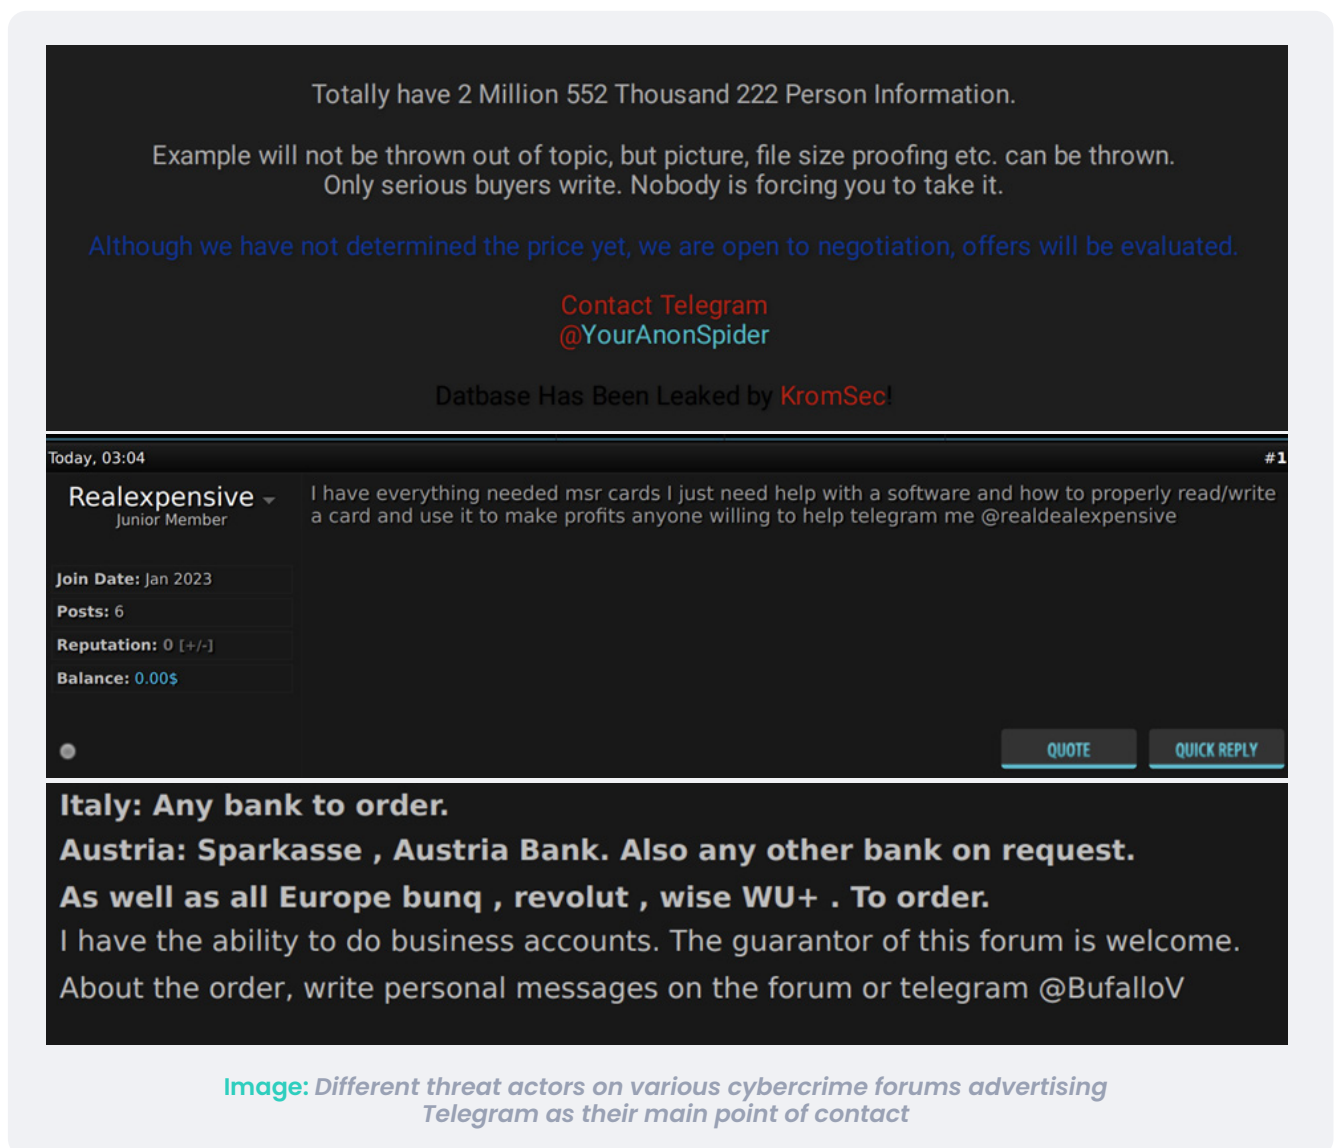 Totally have 2 Million 552 Thousand 222 Person Information.
Example will not be thrown out of topic, but picture, file size proofing etc. can be thrown.
Only serious buyers write. Nobody is forcing you to take it.
Although we have not determined the price yet, we are open to negotiation, offers will be evaluated.
Contact Telegram
@YourAnonSpider
Datbase Has Been Leaked by KromSec!
Today, 03:04 #1
Realexpensive
Junior Member
I have everything needed msr cards I just need help with a software and how to properly read/write
a card and use it to make profits anyone willing to help telegram me @realdealexpensive
Join Date: Jan 2023
Posts: 6
Reputation: 0 [+/-]
Balance: 0.00$
QUOTE QUICK REPLY
Italy: Any bank to order.
Austria: Sparkasse , Austria Bank. Also any other bank on request.
As well as all Europe bunq , revolut , wise WU+ . To order.
I have the ability to do business accounts. The guarantor of this forum is welcome.
About the order, write personal messages on the forum or telegram @BufalloV
Image: Different threat actors on various cybercrime forums advertising
Telegram as their main point of contact